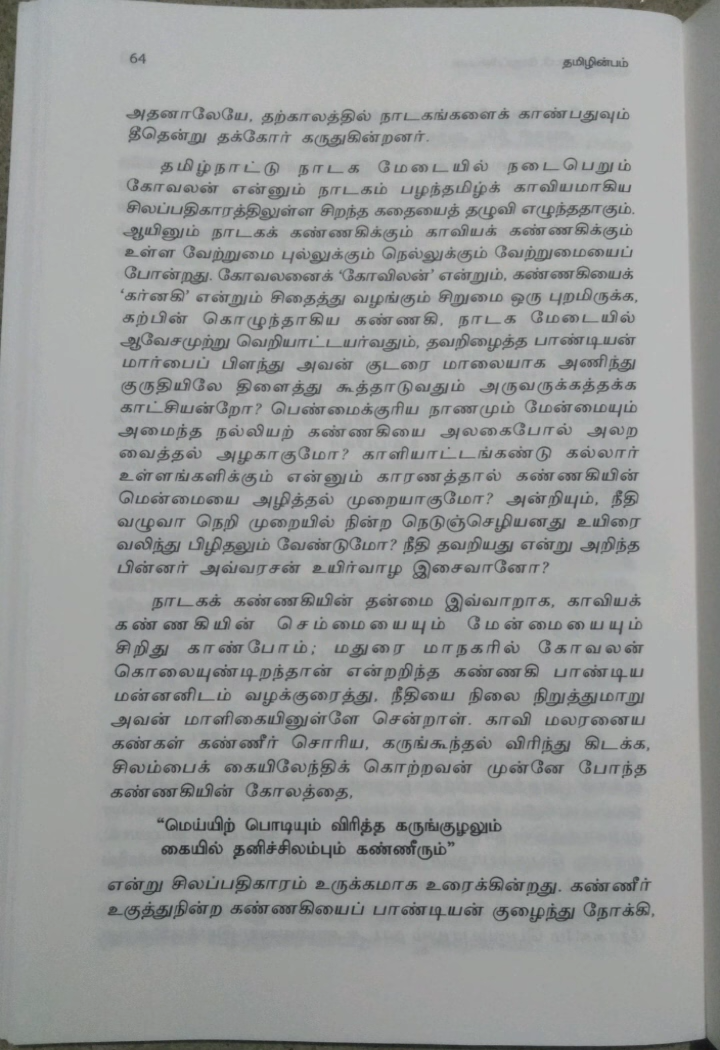 64
தமிழின்பம்
அதனாலேயே, தற்காலத்தில் நாடகங்களைக் காண்பதுவும்
தீதென்று தக்கோர் கருதுகின்றனர்.
தமிழ்நாட்டு நாடக மேடையில் நடைபெறும்
கோவலன் என்னும் நாடகம் பழந்தமிழ்க் காவியமாகிய
சிலப்பதிகாரத்திலுள்ள சிறந்த கதையைத் தழுவி எழுந்ததாகும்.
ஆயினும் நாடகக் கண்ணகிக்கும் காவியக் கண்ணகிக்கும்
உள்ள வேற்றுமை புல்லுக்கும் நெல்லுக்கும் வேற்றுமையைப்
போன்றது. கோவலனைக் ‘கோவிலன்’ என்றும், கண்ணகியைக்
‘கர்னகி’ என்றும் சிதைத்து வழங்கும் சிறுமை ஒரு புறமிருக்க,
கற்பின் கொழுந்தாகிய கண்ணகி, நாடக மேடையில்
ஆவேசமுற்று வெறியாட்டயர்வதும், தவறிழைத்த பாண்டியன்
மார்பைப் பிளந்து அவன் குடரை மாலையாக அணிந்து
குருதியிலே திளைத்து கூத்தாடுவதும் அருவருக்கத்தக்க
காட்சியன்றோ? பெண்மைக்குரிய நாணமும் மேன்மையும்
அமைந்த நல்லியற் கண்ணகியை அலகைபோல் அலற
வைத்தல் அழகாகுமோ? காளியாட்டங்கண்டு கல்லார்
உள்ளங்களிக்கும் என்னும் காரணத்தால் கண்ணகியின்
மென்மையை அழித்தல் முறையாகுமோ? அன்றியும், நீதி
வழுவா நெறி முறையில் நின்ற நெடுஞ்செழியனது உயிரை
வலிந்து பிழிதலும் வேண்டுமோ? நீதி தவறியது என்று அறிந்த
பின்னர் அவ்வரசன் உயிர்வாழ இசைவானோ?
நாடகக் கண்ணகியின் தன்மை இவ்வாறாக, காவியக்
கண்ணகியின் செம்மையையும் மேன்மையையும்
சிறிது காண்போம்; மதுரை மாநகரில் கோவலன்
கொலையுண்டிறந்தான் என்றறிந்த கண்ணகி பாண்டிய
மன்னனிடம் வழக்குரைத்து, நீதியை நிலை நிறுத்துமாறு
அவன் மாளிகையினுள்ளே சென்றாள். காவி மலரனைய
கண்கள் கண்ணீர் சொரிய, கருங்கூந்தல் விரிந்து கிடக்க,
சிலம்பைக் கையிலேந்திக் கொற்றவன் முன்னே போந்த
கண்ணகியின் கோலத்தை,
“மெய்யிற் பொடியும் விரித்த கருங்குழலும்
கையில் தனிச்சிலம்பும் கண்ணீரும்”
என்று சிலப்பதிகாரம் உருக்கமாக உரைக்கின்றது. கண்ணீர்
உகுத்துநின்ற கண்ணகியைப் பாண்டியன் குழைந்து நோக்கி,